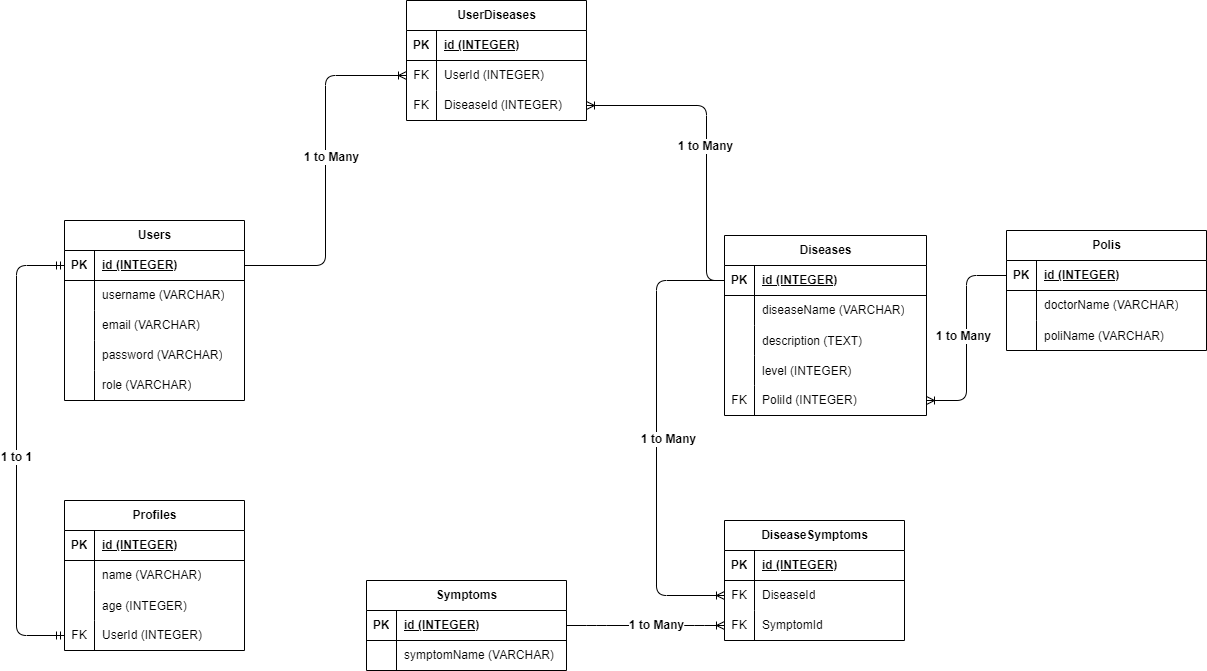 UserDiseases
PK id (INTEGER)
FK UserId (INTEGER)
FK DiseaseId (INTEGER)
1 to Many
1 to Many
Users
PK id (INTEGER)
username (VARCHAR)
email (VARCHAR)
password (VARCHAR)
role (VARCHAR)
Diseases
PK id (INTEGER)
diseaseName (VARCHAR)
description (TEXT)
level (INTEGER)
FK PoliId (INTEGER)
Polis
PK id (INTEGER)
doctorName (VARCHAR)
poliName (VARCHAR)
1 to Many
1 to Many
1 to 1
Profiles
PK id (INTEGER)
name (VARCHAR)
age (INTEGER)
FK UserId (INTEGER)
Symptoms
PK id (INTEGER)
symptomName (VARCHAR)
1 to Many
DiseaseSymptoms
PK id (INTEGER)
FK DiseaseId
FK SymptomId